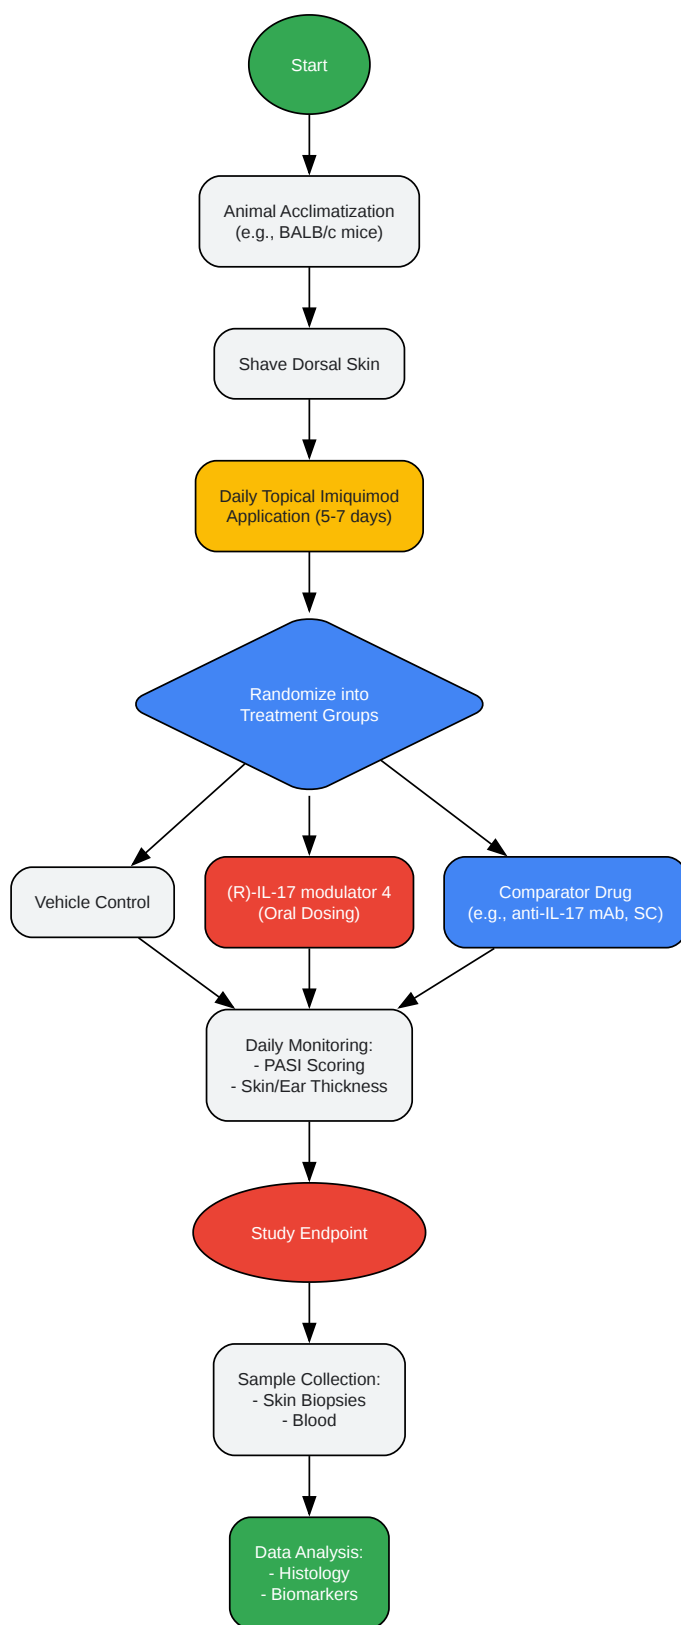 Start
Animal Acclimatization
(e.g., BALB/c mice)
Shave Dorsal Skin
Daily Topical Imiquimod
Application (5-7 days)
Randomize into
Treatment Groups
Vehicle Control
(R)-IL-17 modulator 4
(Oral Dosing)
Comparator Drug
(e.g., anti-IL-17 mAb, SC)
Daily Monitoring:
- PASI Scoring
- Skin/Ear Thickness
Study Endpoint
Sample Collection:
- Skin Biopsies
- Blood
Data Analysis:
- Histology
- Biomarkers